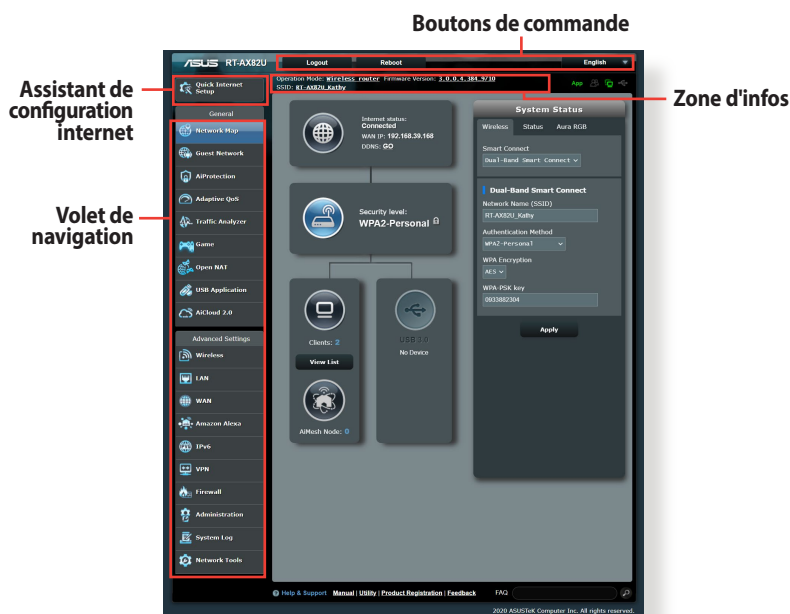 Boutons de commande
Assistant de
configuration
internet
Volet de
navigation
Zone d'infos
ASUS RT-AX82U
Logout
Reboot
English
Quick Internet
Setup
Operation Mode: Wireless router Firmware Version: 3.0.0.4.384_9/10
SSID: RT-AX82U_Kathy
App
General
Network Map
Guest Network
AiProtection
Adaptive QoS
Traffic Analyzer
Game
Open NAT
USB Application
AiCloud 2.0
Advanced Settings
Wireless
LAN
WAN
Amazon Alexa
IPv6
VPN
Firewall
Administration
System Log
Network Tools
Internet status:
Connected
WAN IP: 192.168.39.168
DDNS: GO
Security level:
WPA2-Personal
Clients: 2
View List
AiMesh Node: 0
USB 3.0
No Device
System Status
Wireless Status Aura RGB
Smart Connect
Dual-Band Smart Connect
Dual-Band Smart Connect
Network Name (SSID)
RT-AX82U_Kathy
Authentication Method
WPA2-Personal
WPA Encryption
AES
WPA-PSK key
0933882304
Apply
Help & Support Manual | Utility | Product Registration | Feedback FAQ
2020 ASUSTeK Computer Inc. All rights reserved.